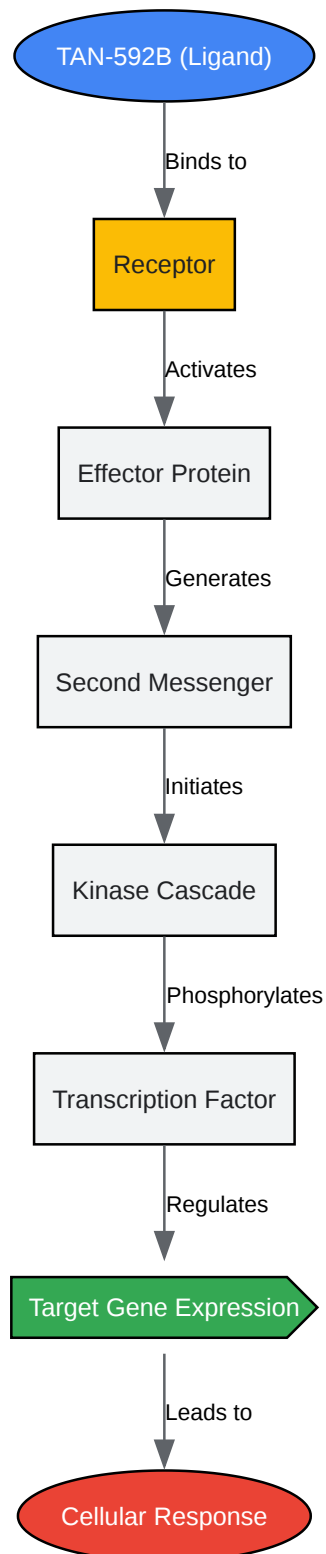 TAN-592B (Ligand)
Binds to
Receptor
Activates
Effector Protein
Generates
Second Messenger
Initiates
Kinase Cascade
Phosphorylates
Transcription Factor
Regulates
Target Gene Expression
Leads to
Cellular Response